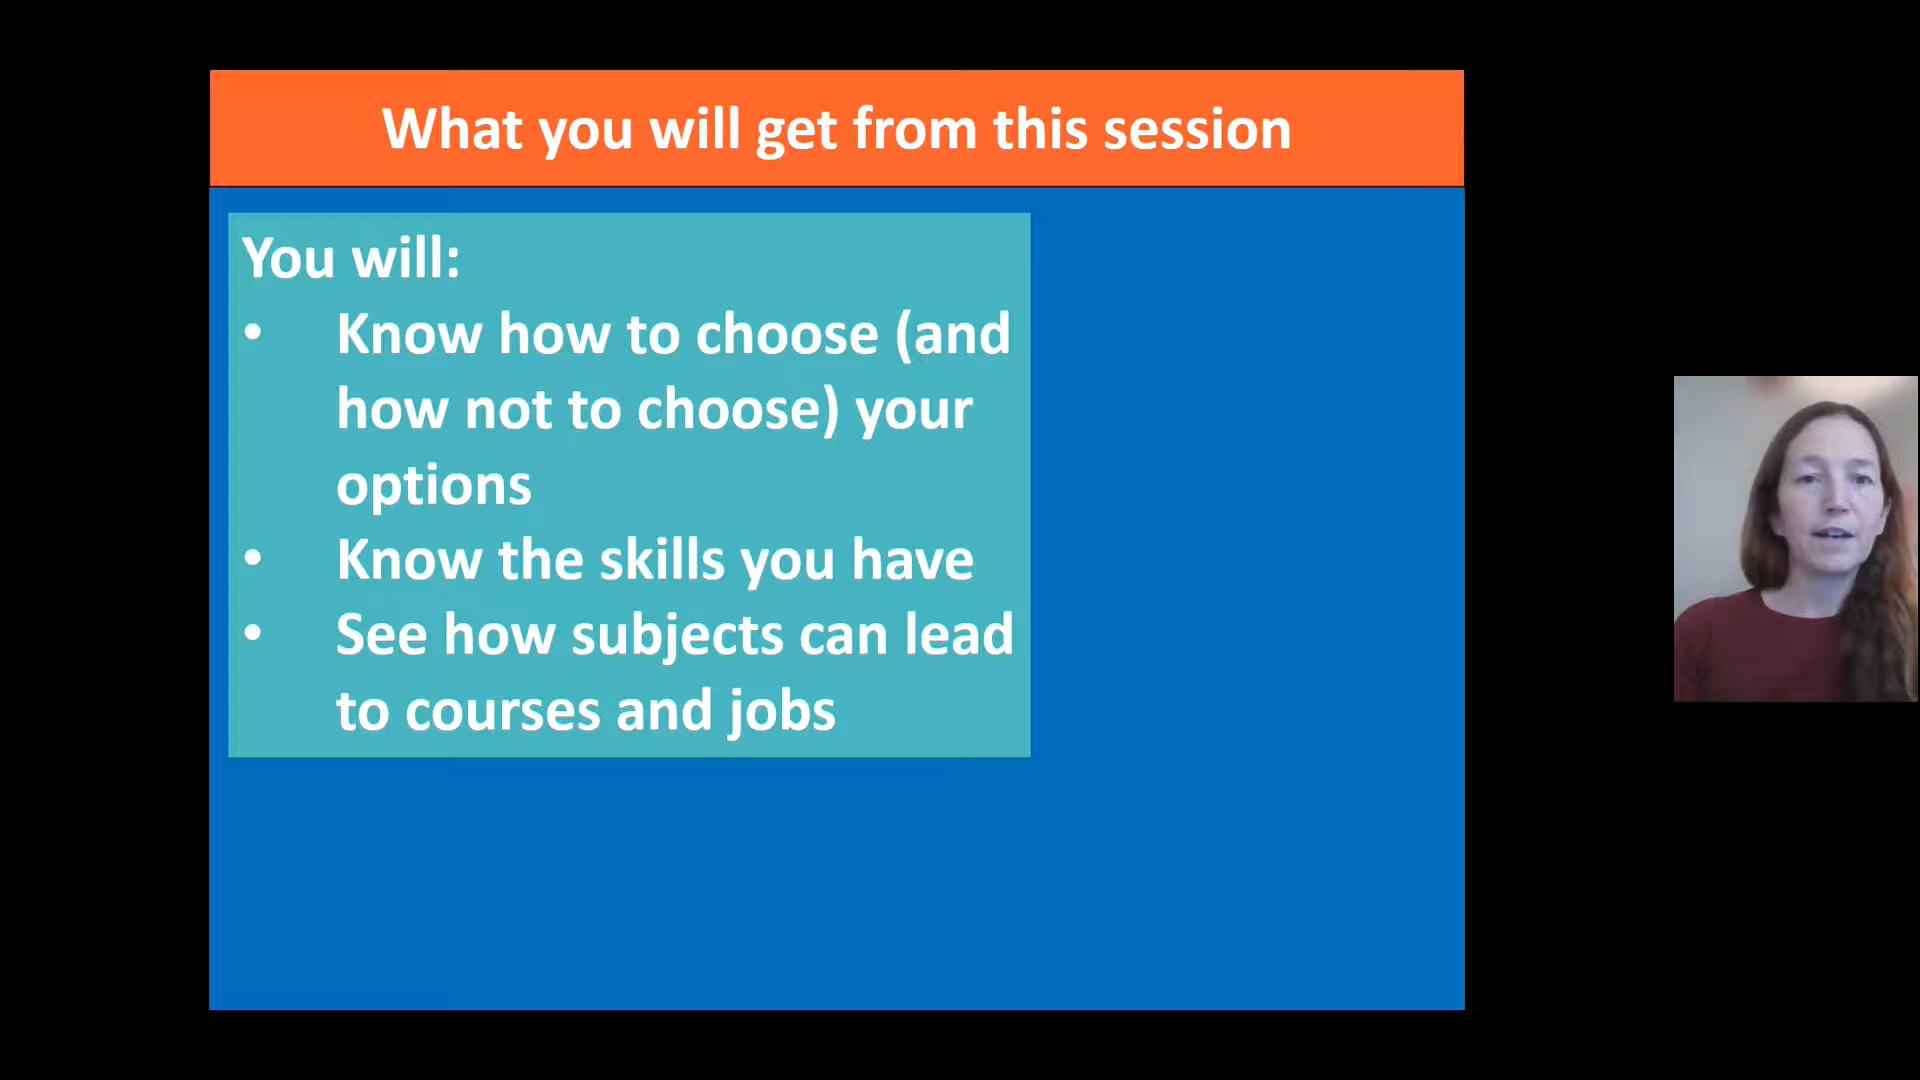 What you will get from this session
You will:
• Know how to choose (and
how not to choose) your
options
• Know the skills you have
• See how subjects can lead
to courses and jobs